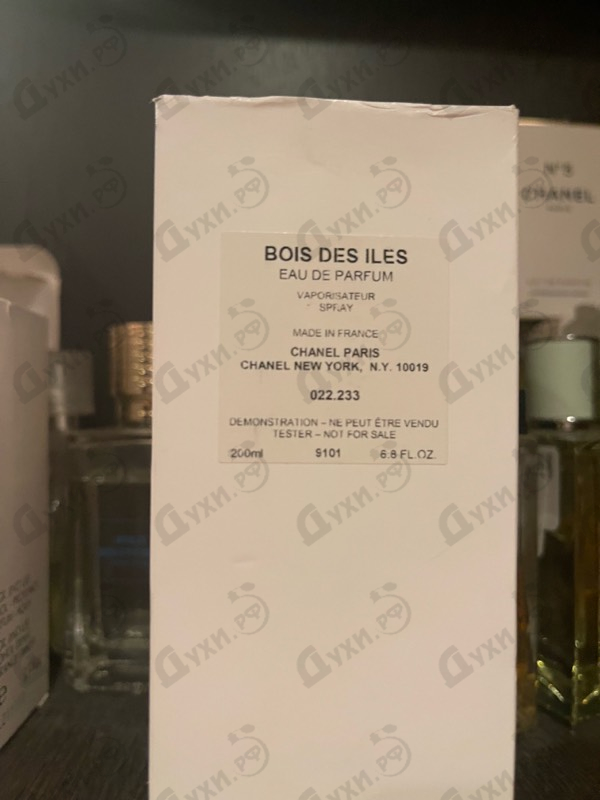 BOIS DES ILES
EAU DE PARFUM
VAPORISATEUR
SPRAY
MADE IN FRANCE
CHANEL PARIS
CHANEL NEW YORK, N.Y. 10019
022.233
DEMONSTRATION – NE PEUT ÊTRE VENDU
TESTER – NOT FOR SALE
200ml 9101 6.8 FL.OZ.
N°5
CHANEL
PARIS
Духи.рф